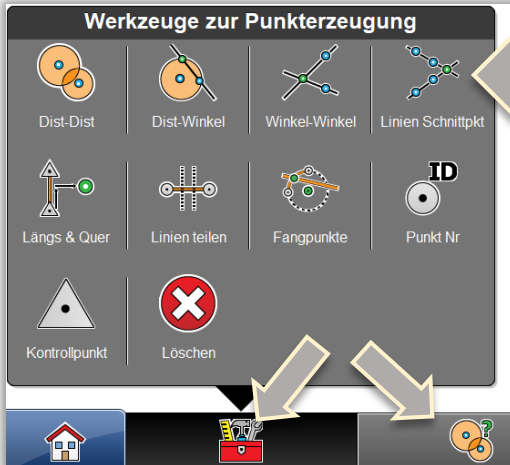 Werkzeuge zur Punkterzeugung
Dist-Dist
Dist-Winkel
Winkel-Winkel
Linien Schnittpkt
ID
Längs & Quer
Linien teilen
Fangpunkte
Punkt Nr
Kontrollpunkt
Löschen
?